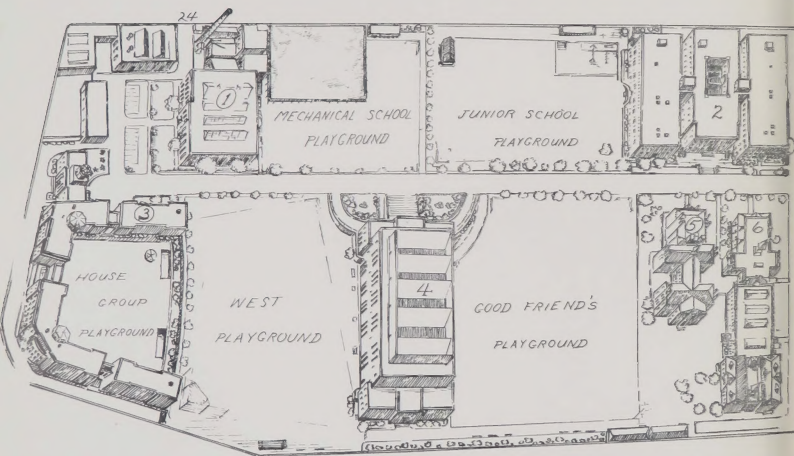 24
1
MECHANICAL SCHOOL
PLAYGROUND
JUNIOR SCHOOL
PLAYGROUND
2
3
HOUSE
GROUP
PLAYGROUND
WEST
PLAYGROUND
4
GOOD FRIEND'S
PLAYGROUND
5
6